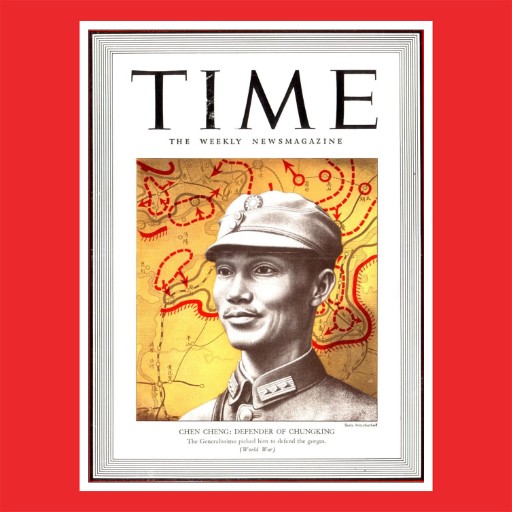 TIME
THE WEEKLY NEWSMAGAZINE
CHEN CHENG: DEFENDER OF CHUNGKING
The Generalissimo picked him to defend the gorges.
(World War)